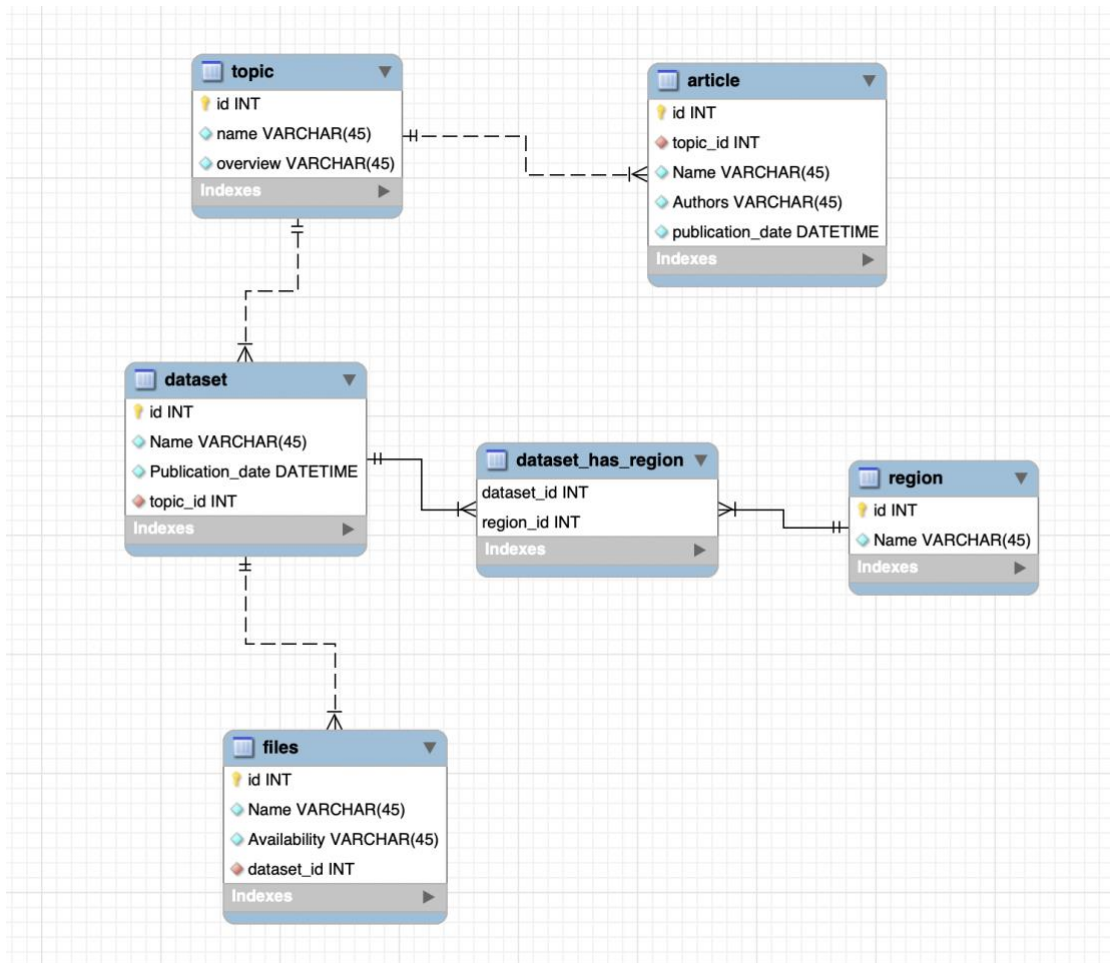 topic
id INT
name VARCHAR(45)
overview VARCHAR(45)
Indexes
article
id INT
topic_id INT
Name VARCHAR(45)
Authors VARCHAR(45)
publication_date DATETIME
Indexes
dataset
id INT
Name VARCHAR(45)
Publication_date DATETIME
topic_id INT
Indexes
dataset_has_region
dataset_id INT
region_id INT
Indexes
region
id INT
Name VARCHAR(45)
Indexes
files
id INT
Name VARCHAR(45)
Availability VARCHAR(45)
dataset_id INT
Indexes